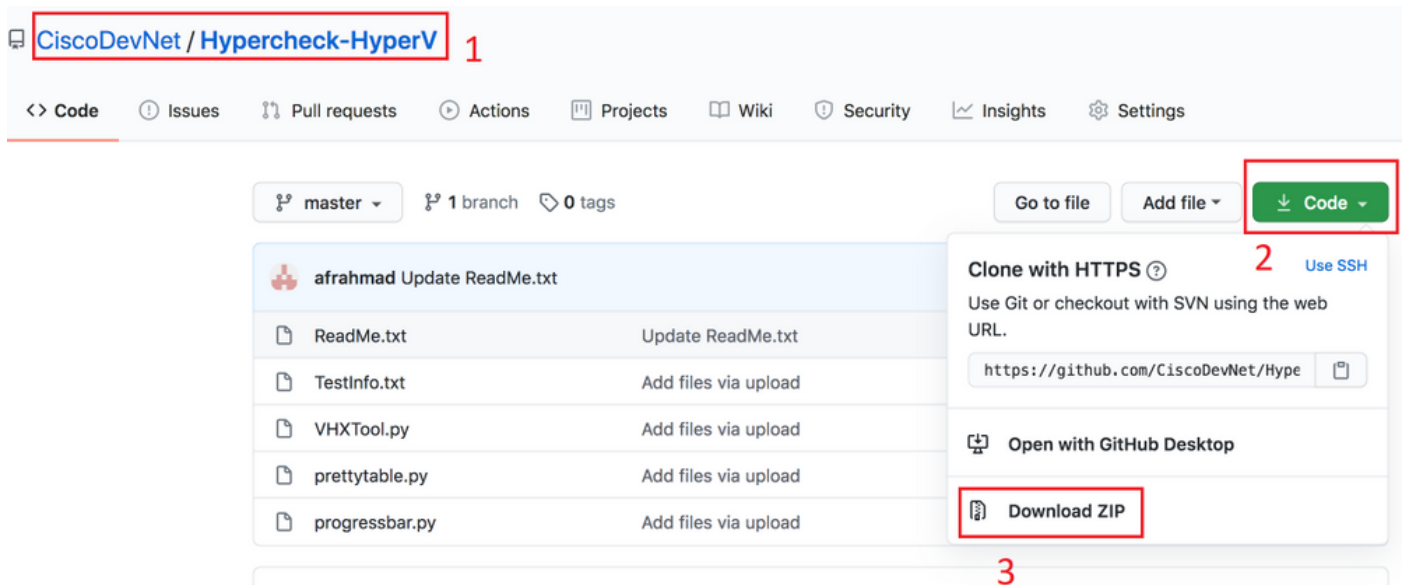 CiscoDevNet / Hypercheck-HyperV 1
<> Code Issues Pull requests Actions Projects Wiki Security Insights Settings
master 1 branch 0 tags Go to file Add file Code
2
afrahmad Update ReadMe.txt
ReadMe.txt Update ReadMe.txt
TestInfo.txt Add files via upload
VHXTool.py Add files via upload
prettytable.py Add files via upload
progressbar.py Add files via upload
Clone with HTTPS ? Use SSH
Use Git or checkout with SVN using the web
URL.
https://github.com/CiscoDevNet/Hype
Open with GitHub Desktop
Download ZIP
3